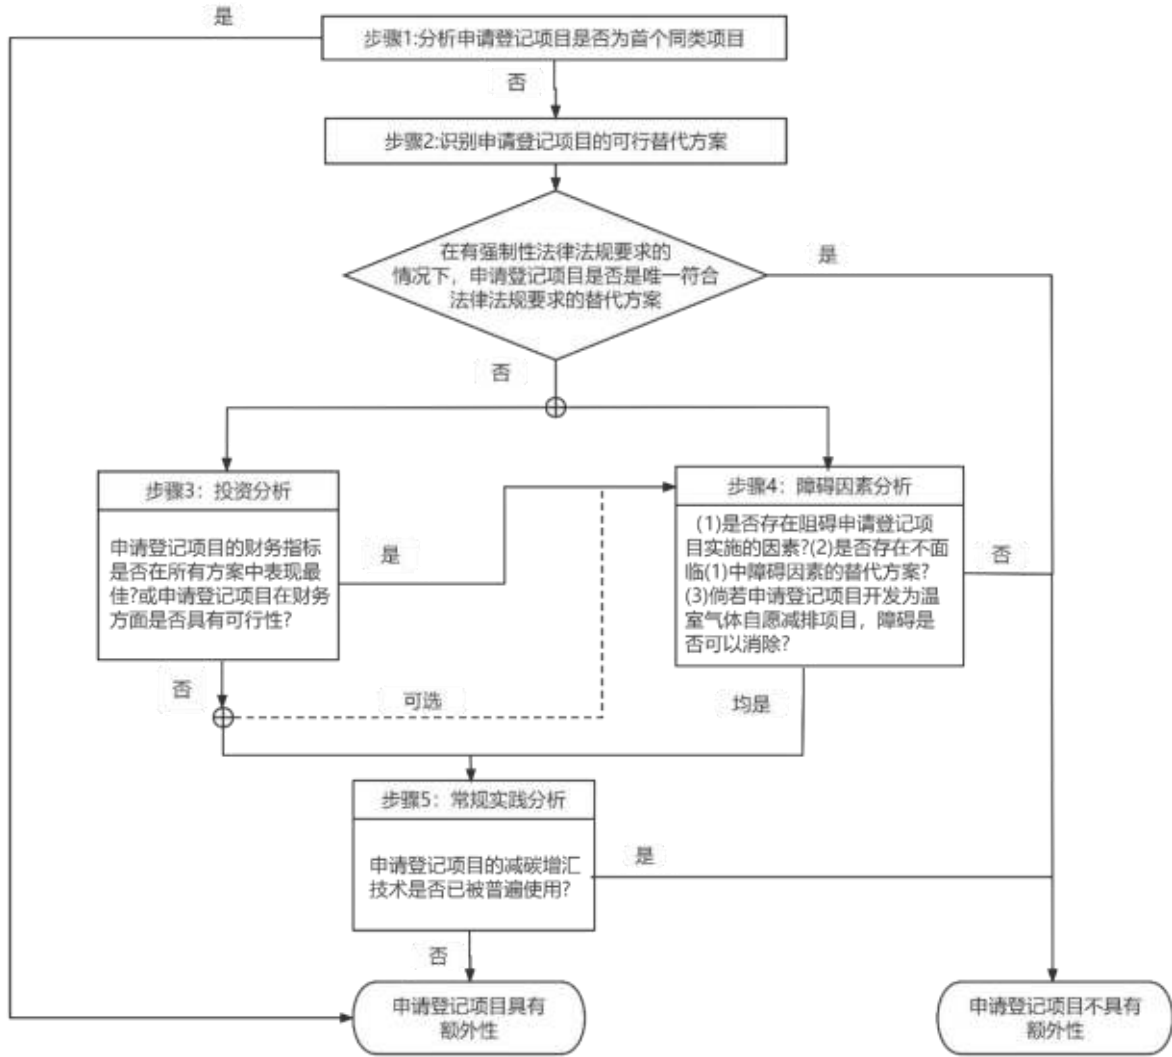 是
步骤1:分析申请登记项目是否为首个同类项目
否
步骤2:识别申请登记项目的可行替代方案
在有强制性法律法规要求的
情况下，申请登记项目是否是唯一符合
法律法规要求的替代方案
是
否
步骤3：投资分析
申请登记项目的财务指标
是否在所有方案中表现最
佳?或申请登记项目在财务
方面是否具有可行性?
是
步骤4：障碍因素分析
(1)是否存在阻碍申请登记项
目实施的因素?(2)是否存在不面
临(1)中障碍因素的替代方案?
(3)倘若申请登记项目开发为温
室气体自愿减排项目，障碍是
否可以消除?
否
否
可选
均是
步骤5：常规实践分析
申请登记项目的减碳增汇
技术是否已被普遍使用?
是
否
申请登记项目具有
额外性
申请登记项目不具有
额外性